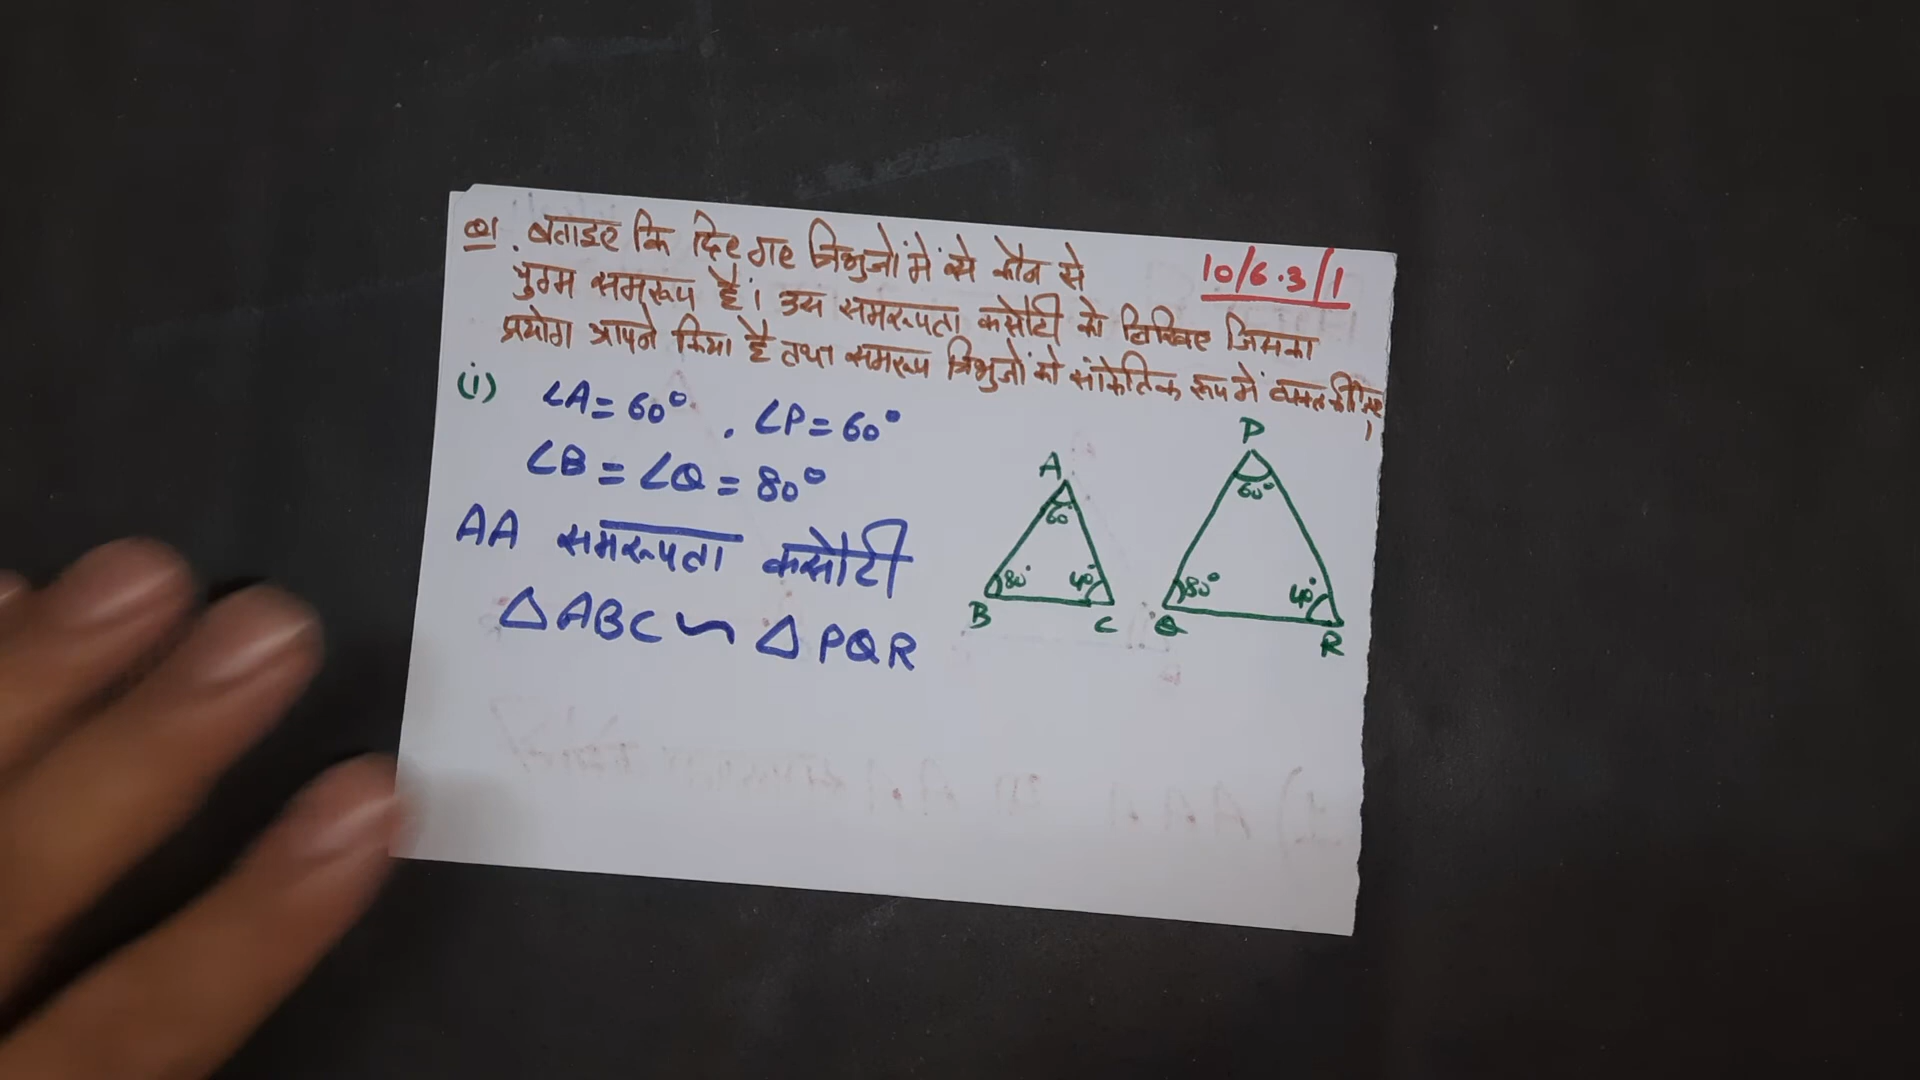 Q1. बताइए कि दिए गए त्रिभुजों में से कौन से
युग्म समरूप है। उस समरूपता कसौटी को लिखिए जिसका
प्रयोग आपने किया है तथा समरूप त्रिभुजों को सांकेतिक रूप में व्यक्त कीजिए।
10/6.3/1
(i) ∠A = 60°, ∠P = 60°
∠B = ∠Q = 80°
AA समरूपता कसौटी
△ABC ∽ △PQR
A
60°
80° 40°
B C
P
60°
80° 40°
Q R